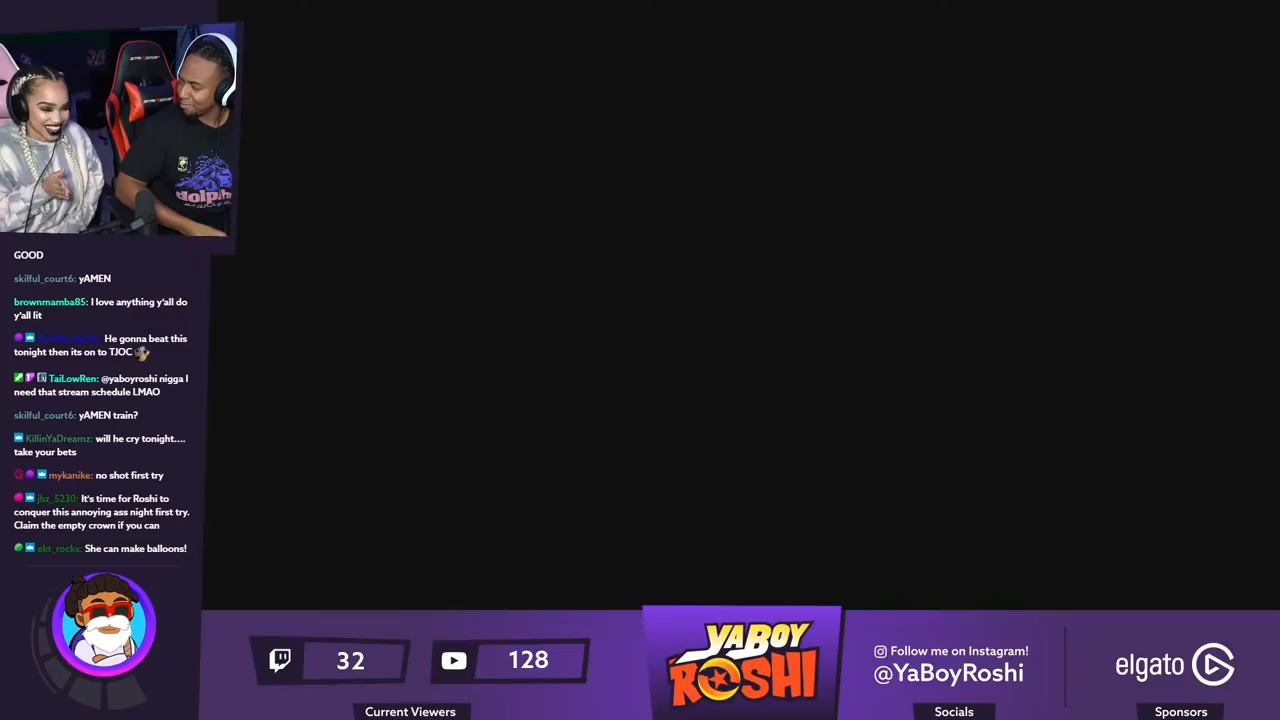 GOOD
skilful_court6: yAMEN
brownmamba85: I love anything y'all do
y'all lit
He gonna beat this
tonight then its on to TJOC
TaiLowRen: @yaboyroshi nigga I
need that stream schedule LMAO
skilful_court6: yAMEN train?
KillinYaDreamz: will he cry tonight....
take your bets
mykanike: no shot first try
jbz_5230: It's time for Roshi to
conquer this annoying ass night first try.
Claim the empty crown if you can
ekt_rocks: She can make balloons!
32
128
Current Viewers
YABOY
ROSHI
Follow me on Instagram!
@YaBoyRoshi
Socials
elgato
Sponsors